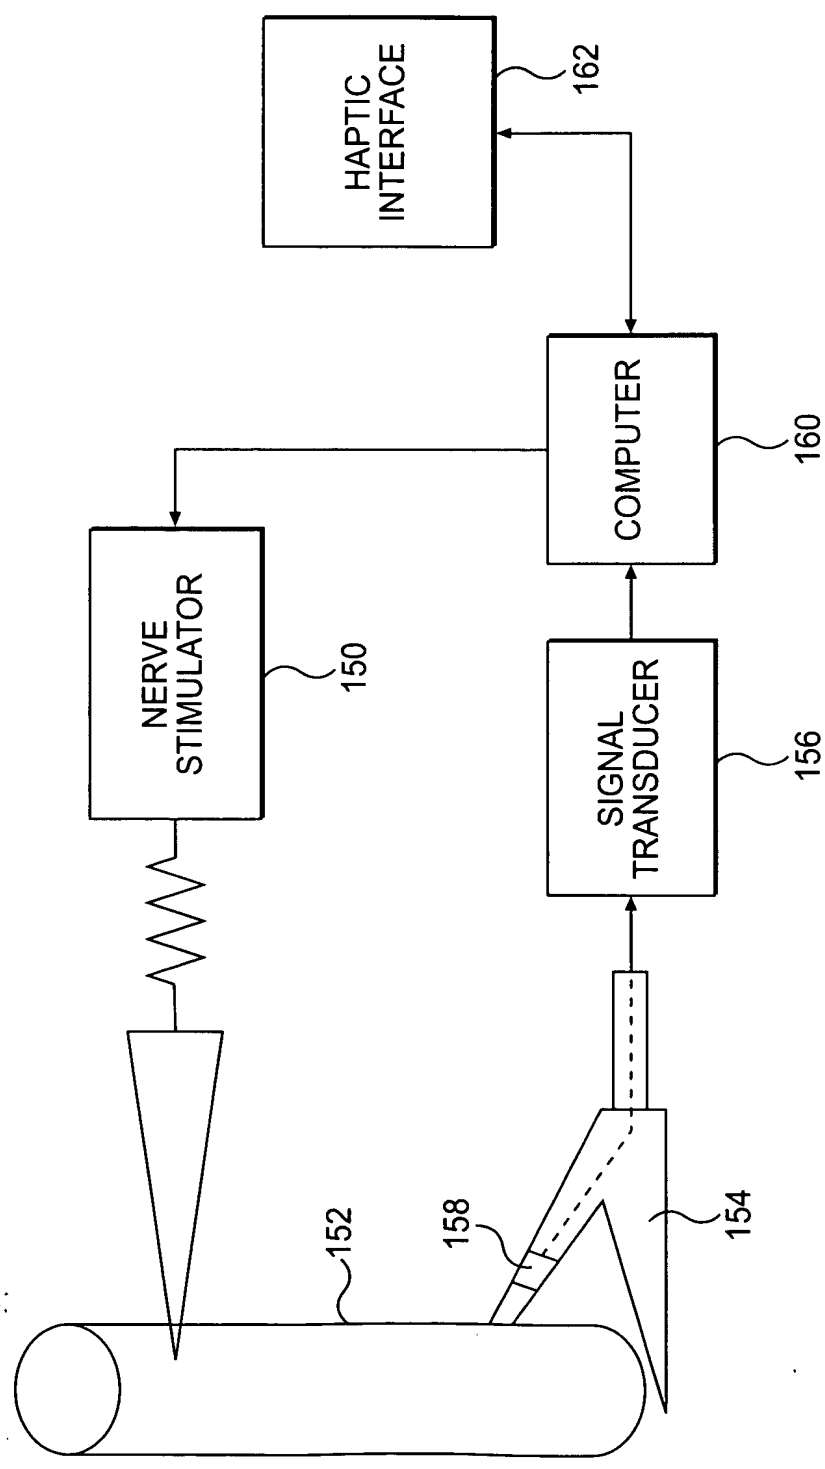 NERVE
STIMULATOR
150
HAPTIC
INTERFACE
162
COMPUTER
160
SIGNAL
TRANSDUCER
156
152
158
154